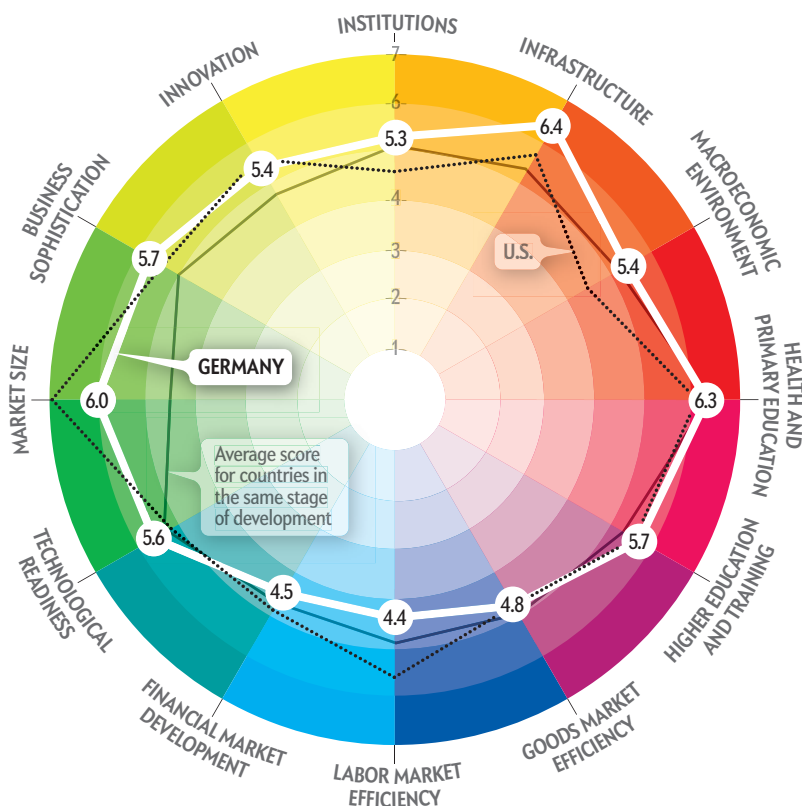 INSTITUTIONS
INFRASTRUCTURE
MACROECONOMIC
ENVIRONMENT
HEALTH AND
PRIMARY EDUCATION
HIGHER EDUCATION
AND TRAINING
GOODS MARKET
EFFICIENCY
LABOR MARKET
EFFICIENCY
FINANCIAL MARKET
DEVELOPMENT
TECHNOLOGICAL
READINESS
MARKET SIZE
BUSINESS
SOPHISTICATION
INNOVATION
7
6
4
3
2
1
5.3
6.4
5.4
6.3
5.7
4.8
4.4
4.5
5.6
6.0
5.7
5.4
U.S.
GERMANY
Average score
for countries in
the same stage
of development